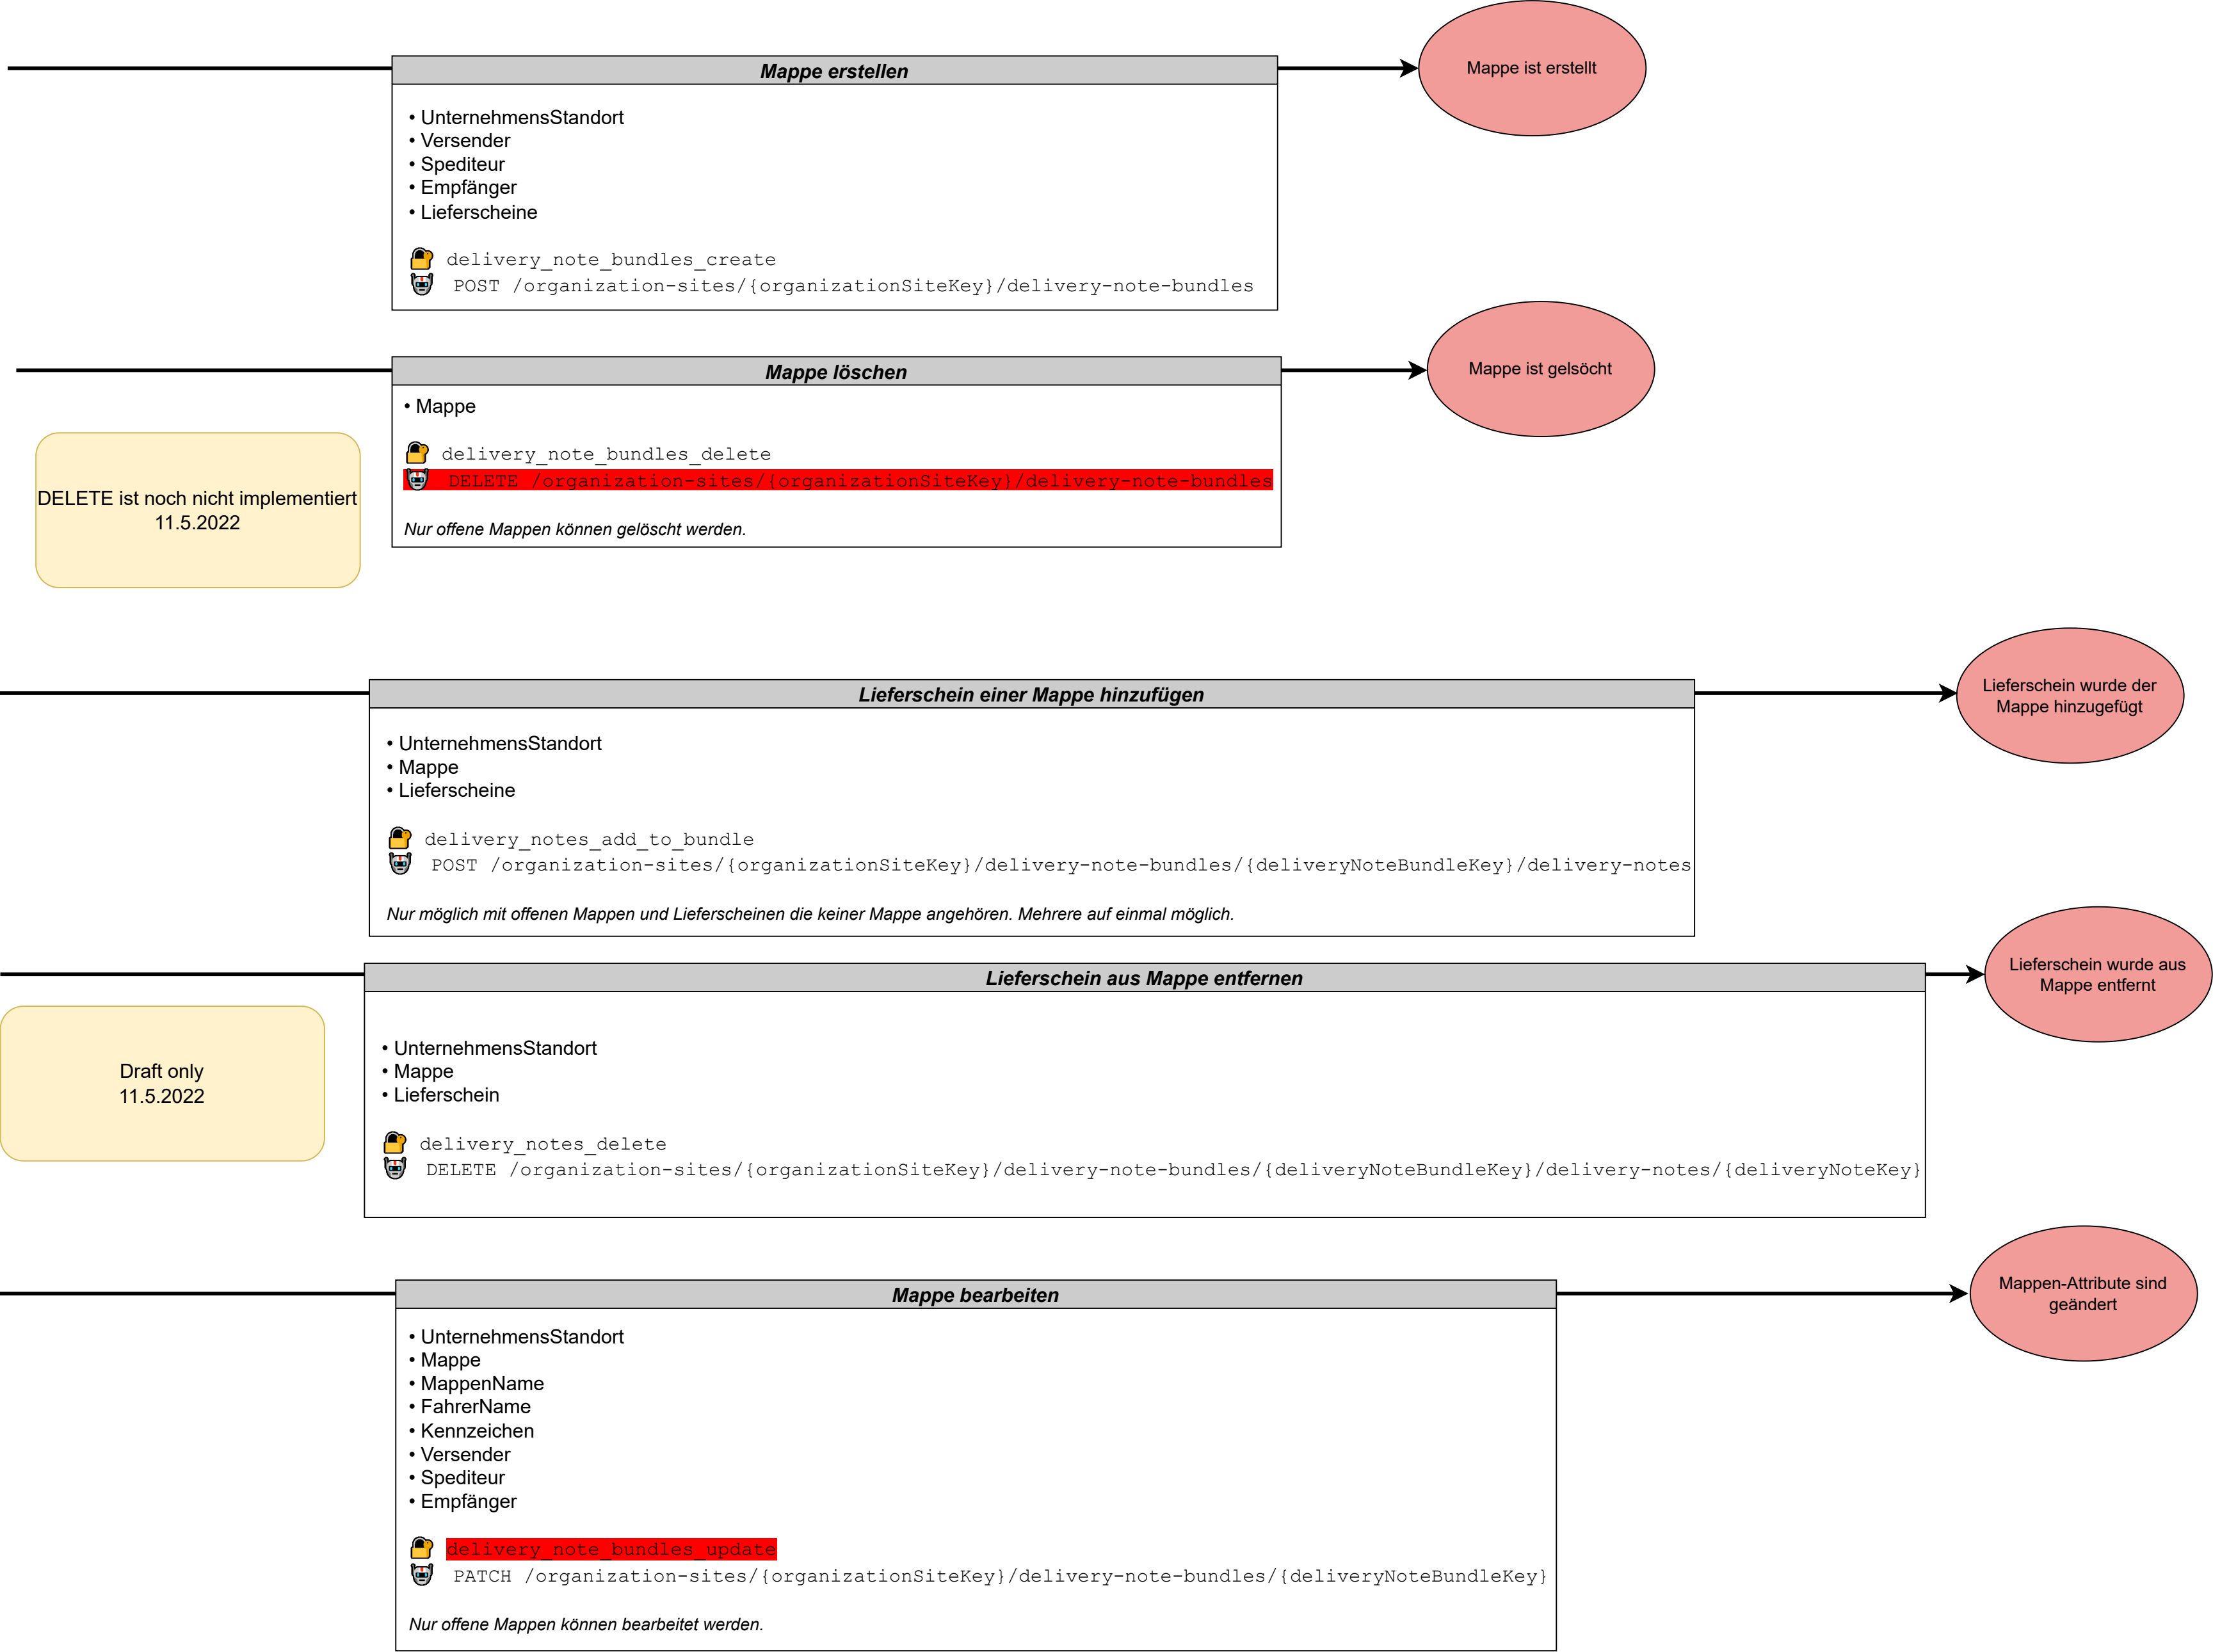 Mappe erstellen
Mappe ist erstellt
• UnternehmensStandort
• Versender
• Spediteur
• Empfänger
• Lieferscheine
delivery_note_bundles_create
POST /organization-sites/{organizationSiteKey}/delivery-note-bundles
Mappe löschen
Mappe ist gelsöcht
• Mappe
delivery_note_bundles_delete
DELETE /organization-sites/{organizationSiteKey}/delivery-note-bundles
Nur offene Mappen können gelöscht werden.
DELETE ist noch nicht implementiert
11.5.2022
Lieferschein einer Mappe hinzufügen
Lieferschein wurde der
Mappe hinzugefügt
• UnternehmensStandort
• Mappe
• Lieferscheine
delivery_notes_add_to_bundle
POST /organization-sites/{organizationSiteKey}/delivery-note-bundles/{deliveryNoteBundleKey}/delivery-notes
Nur möglich mit offenen Mappen und Lieferscheinen die keiner Mappe angehören. Mehrere auf einmal möglich.
Lieferschein aus Mappe entfernen
Lieferschein wurde aus
Mappe entfernt
Draft only
11.5.2022
• UnternehmensStandort
• Mappe
• Lieferschein
delivery_notes_delete
DELETE /organization-sites/{organizationSiteKey}/delivery-note-bundles/{deliveryNoteBundleKey}/delivery-notes/{deliveryNoteKey}
Mappe bearbeiten
Mappen-Attribute sind
geändert
• UnternehmensStandort
• Mappe
• MappenName
• FahrerName
• Kennzeichen
• Versender
• Spediteur
• Empfänger
delivery_note_bundles_update
PATCH /organization-sites/{organizationSiteKey}/delivery-note-bundles/{deliveryNoteBundleKey}
Nur offene Mappen können bearbeitet werden.